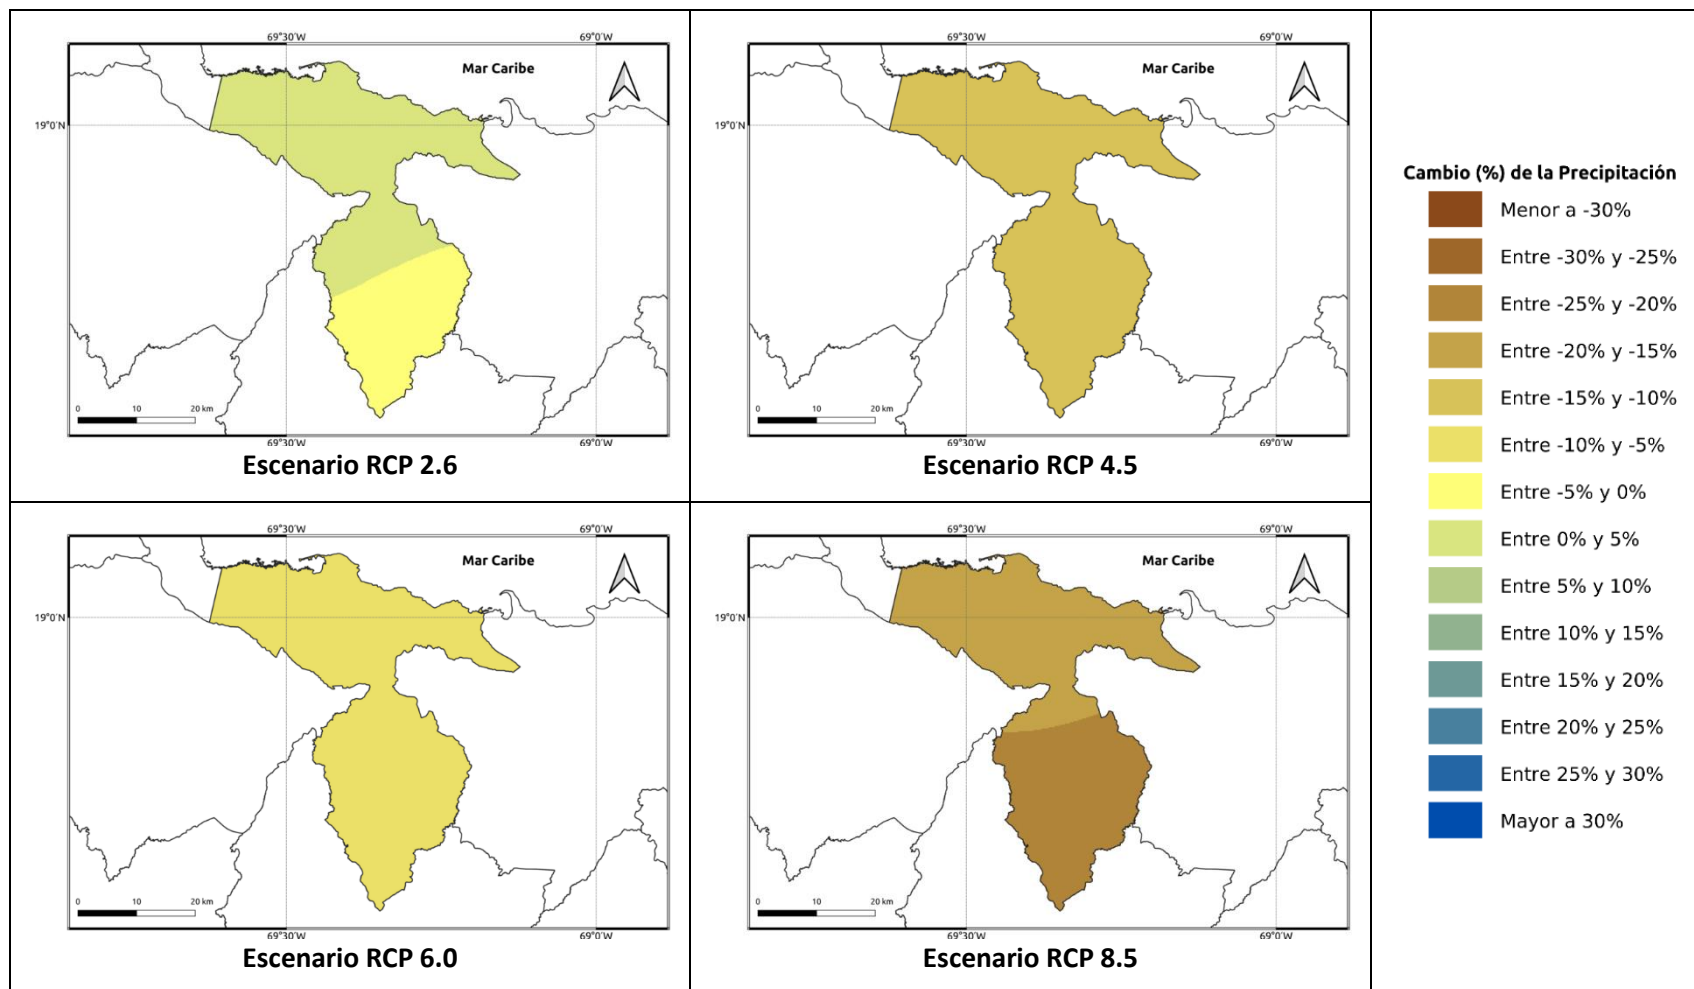 69°30'W
69°0'W
Mar Caribe
19°0'N
0
10
20 km
69°30'W
69°0'W
Escenario RCP 2.6
69°30'W
69°0'W
Mar Caribe
19°0'N
0
10
20 km
69°30'W
69°0'W
Escenario RCP 4.5
69°30'W
69°0'W
Mar Caribe
19°0'N
0
10
20 km
69°30'W
69°0'W
Escenario RCP 6.0
69°30'W
69°0'W
Mar Caribe
19°0'N
0
10
20 km
69°30'W
69°0'W
Escenario RCP 8.5
Cambio (%) de la Precipitación
Menor a -30%
Entre -30% y -25%
Entre -25% y -20%
Entre -20% y -15%
Entre -15% y -10%
Entre -10% y -5%
Entre -5% y 0%
Entre 0% y 5%
Entre 5% y 10%
Entre 10% y 15%
Entre 15% y 20%
Entre 20% y 25%
Entre 25% y 30%
Mayor a 30%